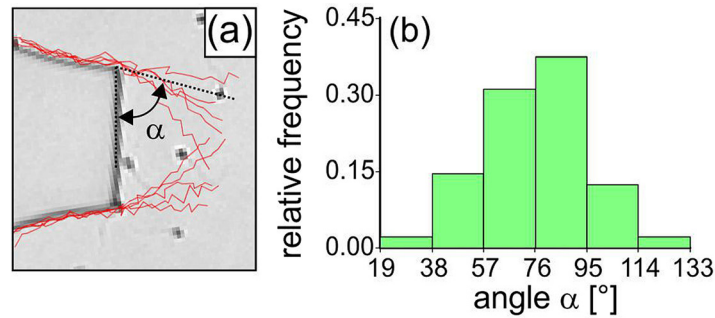 (a)
α
(b)
relative frequency
0.45
0.30
0.15
0.00
19 38 57 76 95 114 133
angle α [°]